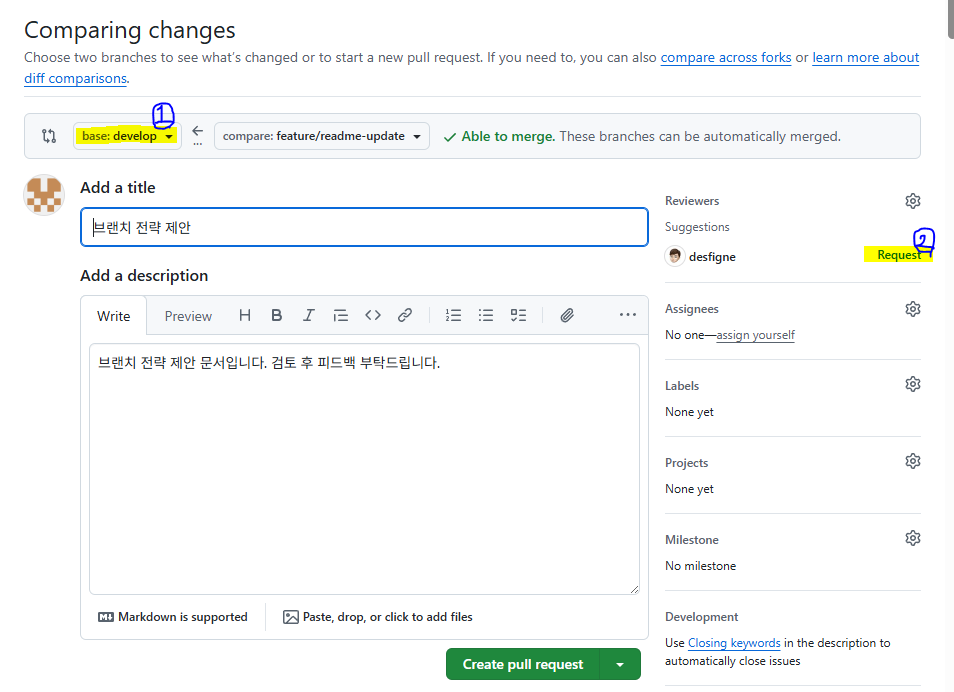 Comparing changes
Choose two branches to see what's changed or to start a new pull request. If you need to, you can also compare across forks or learn more about
diff comparisons.
1
base: develop
compare: feature/readme-update
Able to merge. These branches can be automatically merged.
Add a title
브랜치 전략 제안
Add a description
Write
Preview
브랜치 전략 제안 문서입니다. 검토 후 피드백 부탁드립니다.
Markdown is supported
Paste, drop, or click to add files
Create pull request
Reviewers
Suggestions
2
desfigne
Request
Assignees
No one—assign yourself
Labels
None yet
Projects
None yet
Milestone
No milestone
Development
Use Closing keywords in the description to
automatically close issues